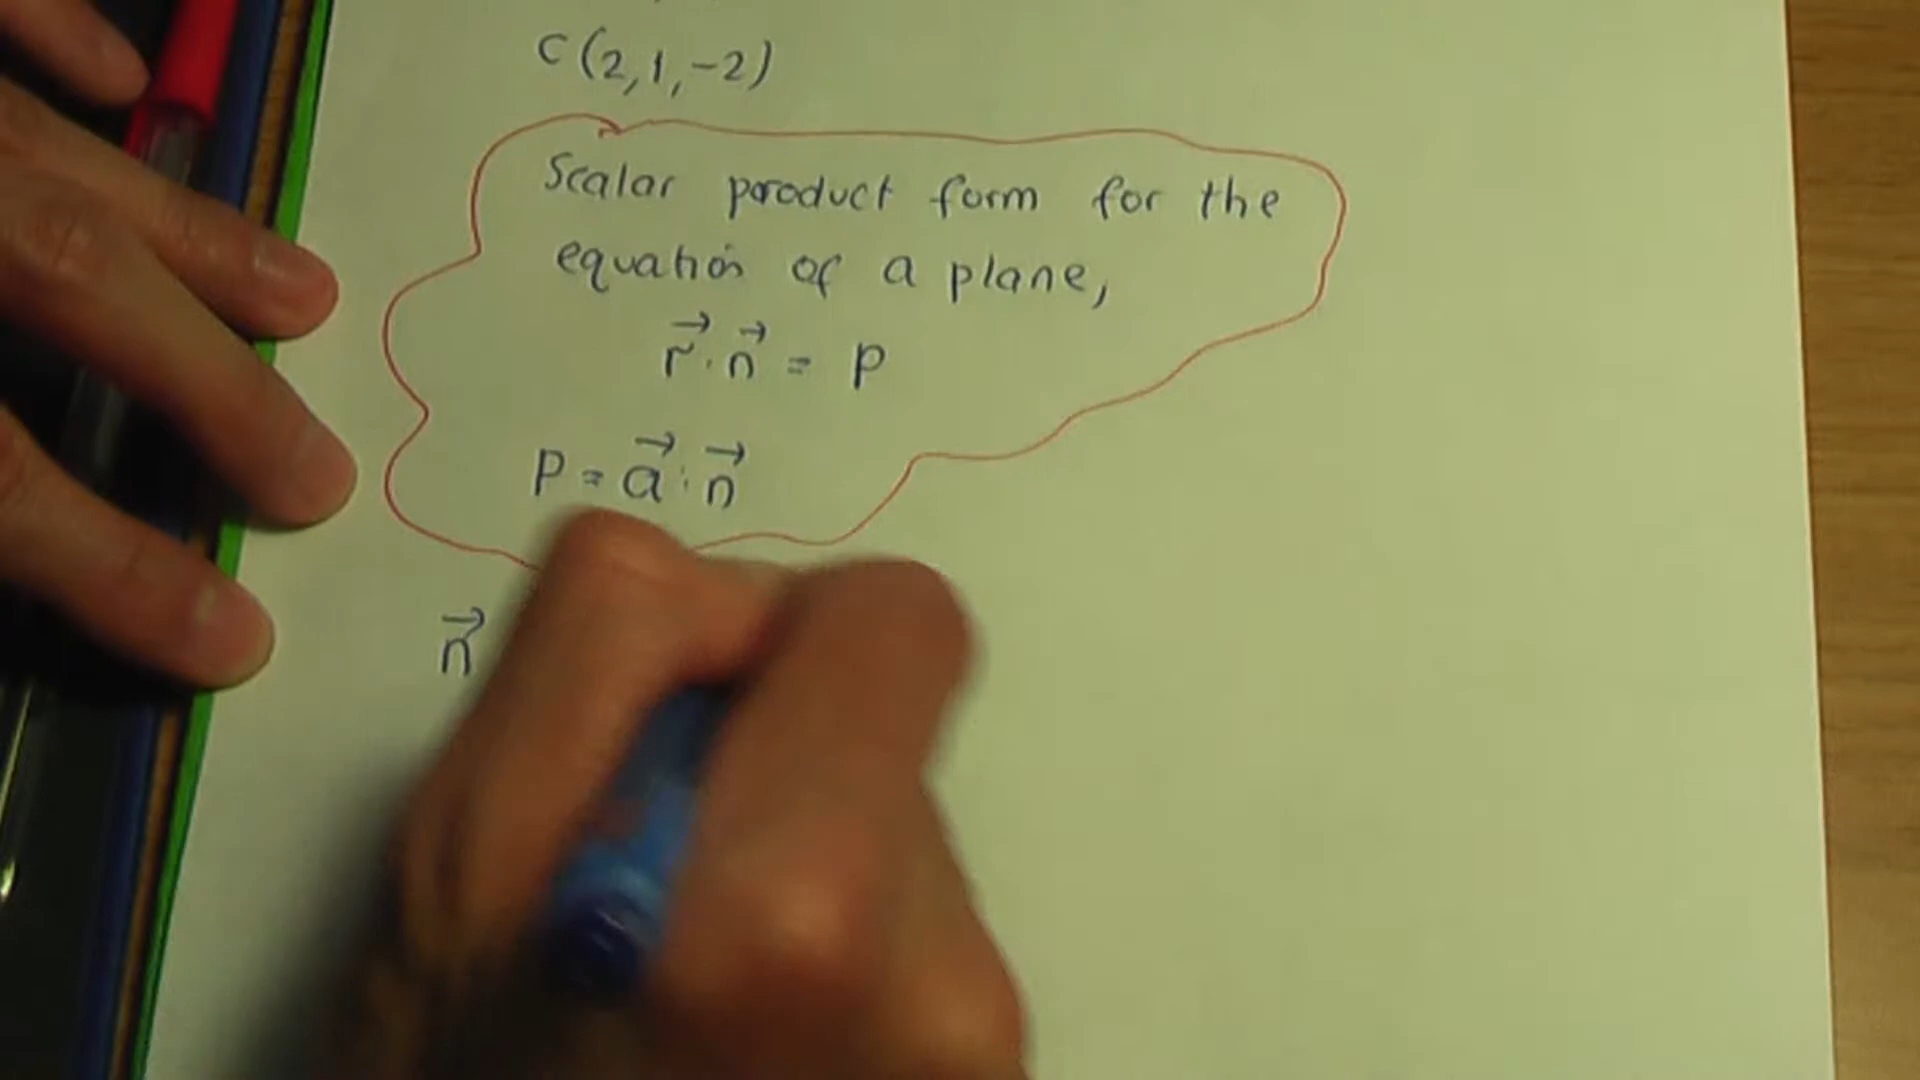 C (2, 1, -2)
Scalar product form for the
equation of a plane,
r⃗ · n⃗ = p
p = a⃗ · n⃗
n⃗